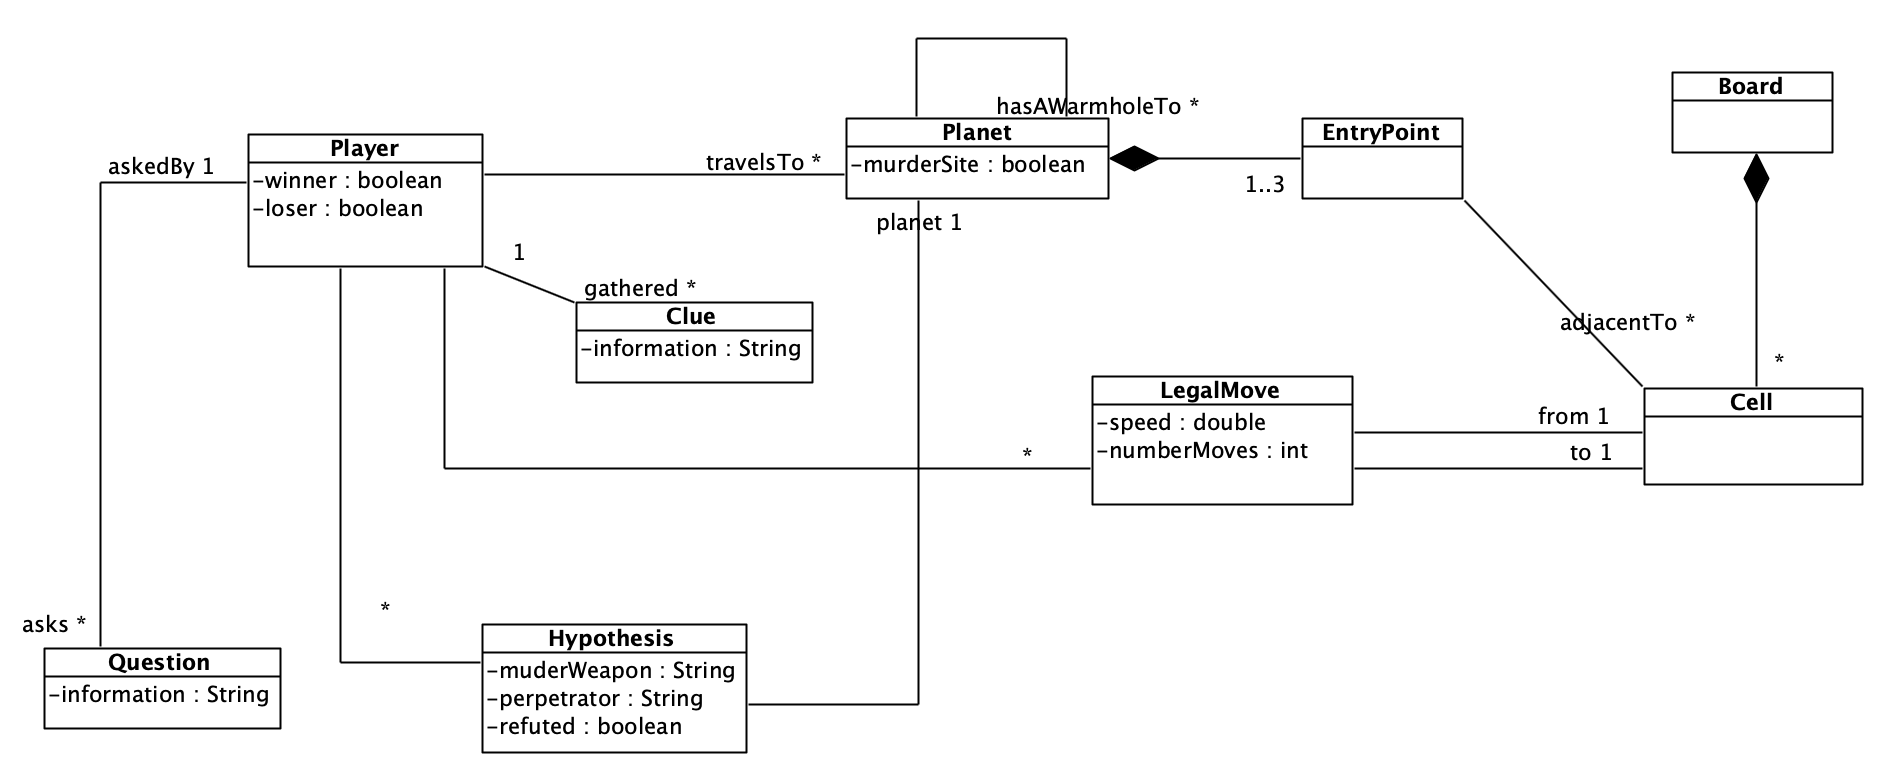 hasAWarmholeTo *
Board
Planet
-murderSite : boolean
EntryPoint
Player
-winner : boolean
-loser : boolean
askedBy 1
travelsTo *
1..3
planet 1
1
gathered *
Clue
-information : String
adjacentTo *
*
LegalMove
-speed : double
-numberMoves : int
Cell
from 1
to 1
*
*
asks *
Question
-information : String
Hypothesis
-muderWeapon : String
-perpetrator : String
-refuted : boolean